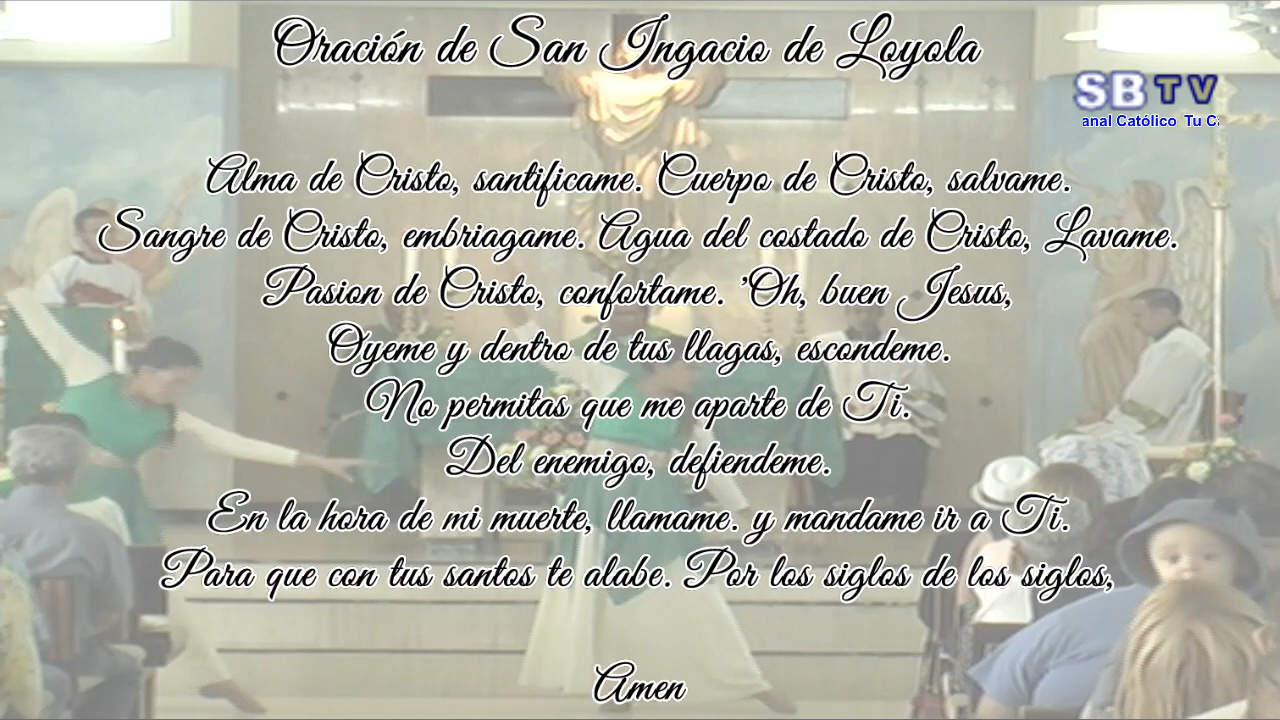 Oración de San Ingacio de Loyola
SBTV
anal Católico Tu Ca
Alma de Cristo, santificame. Cuerpo de Cristo, salvame.
Sangre de Cristo, embriagame. Agua del costado de Cristo, Lavame.
Pasion de Cristo, confortame. 'Oh, buen Jesus,
Oyeme y dentro de tus llagas, escondeme.
No permitas que me aparte de Ti.
Del enemigo, defiendeme.
En la hora de mi muerte, llamame. y mandame ir a Ti.
Para que con tus santos te alabe. Por los siglos de los siglos,
Amen